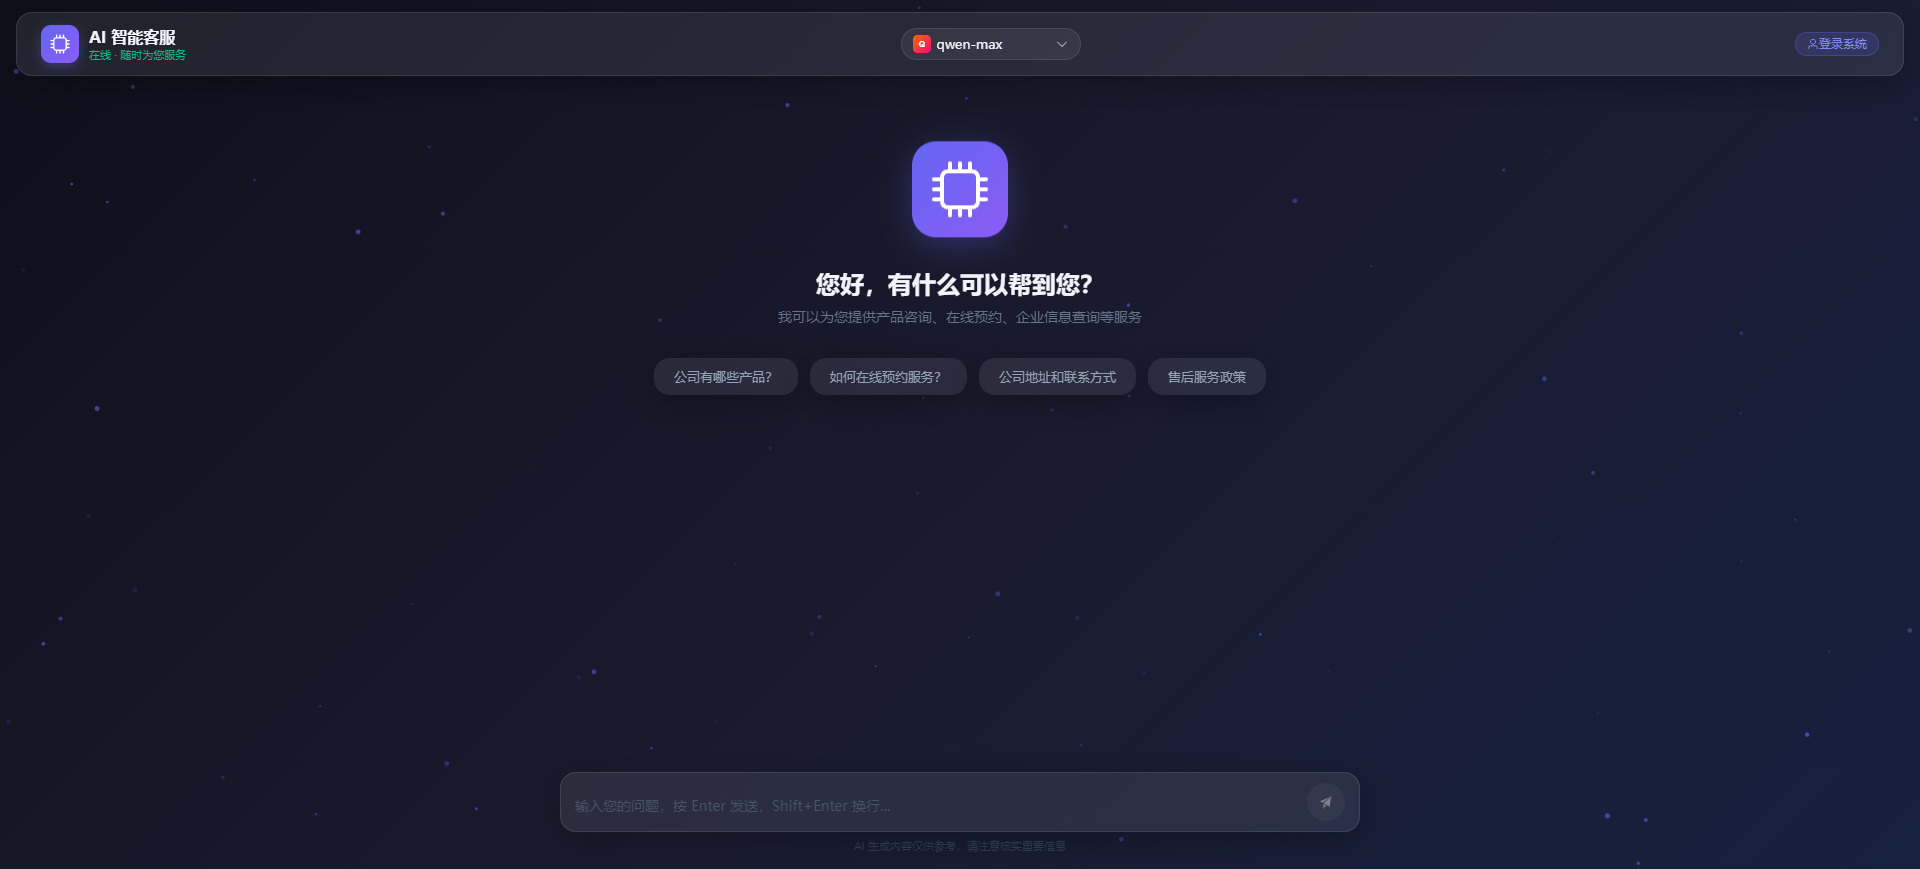 AI 智能客服
在线 · 随时为您服务
Q qwen-max
登录系统
您好，有什么可以帮到您？
我可以为您提供产品咨询、在线预约、企业信息查询等服务
公司有哪些产品？
如何在线预约服务？
公司地址和联系方式
售后服务政策
输入您的问题，按 Enter 发送，Shift+Enter 换行...
AI 生成内容仅供参考，请注意核实重要信息